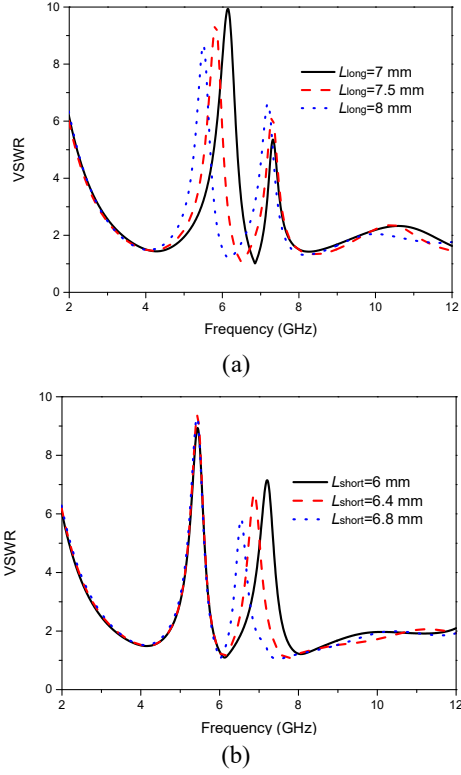 10
8
6
4
2
0
VSWR
Llong=7 mm
Llong=7.5 mm
Llong=8 mm
2 4 6 8 10 12
Frequency (GHz)
(a)
10
8
6
4
2
0
VSWR
Lshort=6 mm
Lshort=6.4 mm
Lshort=6.8 mm
2 4 6 8 10 12
Frequency (GHz)
(b)